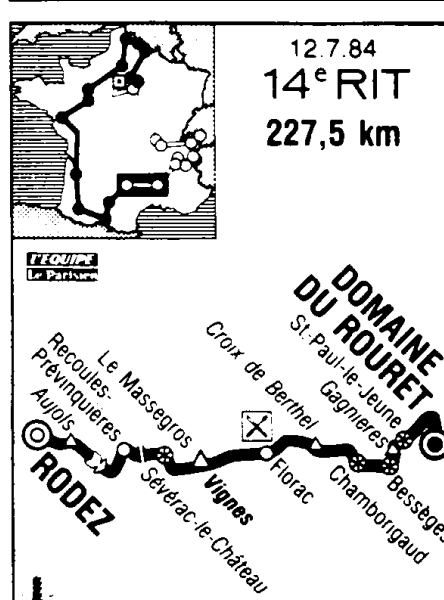 12.7.84
14e RIT
227,5 km
L'EQUIPE
Le Parisien
DOMAINE
DU ROURET
St-Paul-le-Jeune
Gagnières
Croix de Berthel
Le Massegros
Recoules-
Prévinquières
Aujols
RODEZ
Sévérac-le-Château
Vignes
Florac
Chamborigaud
Bessèges